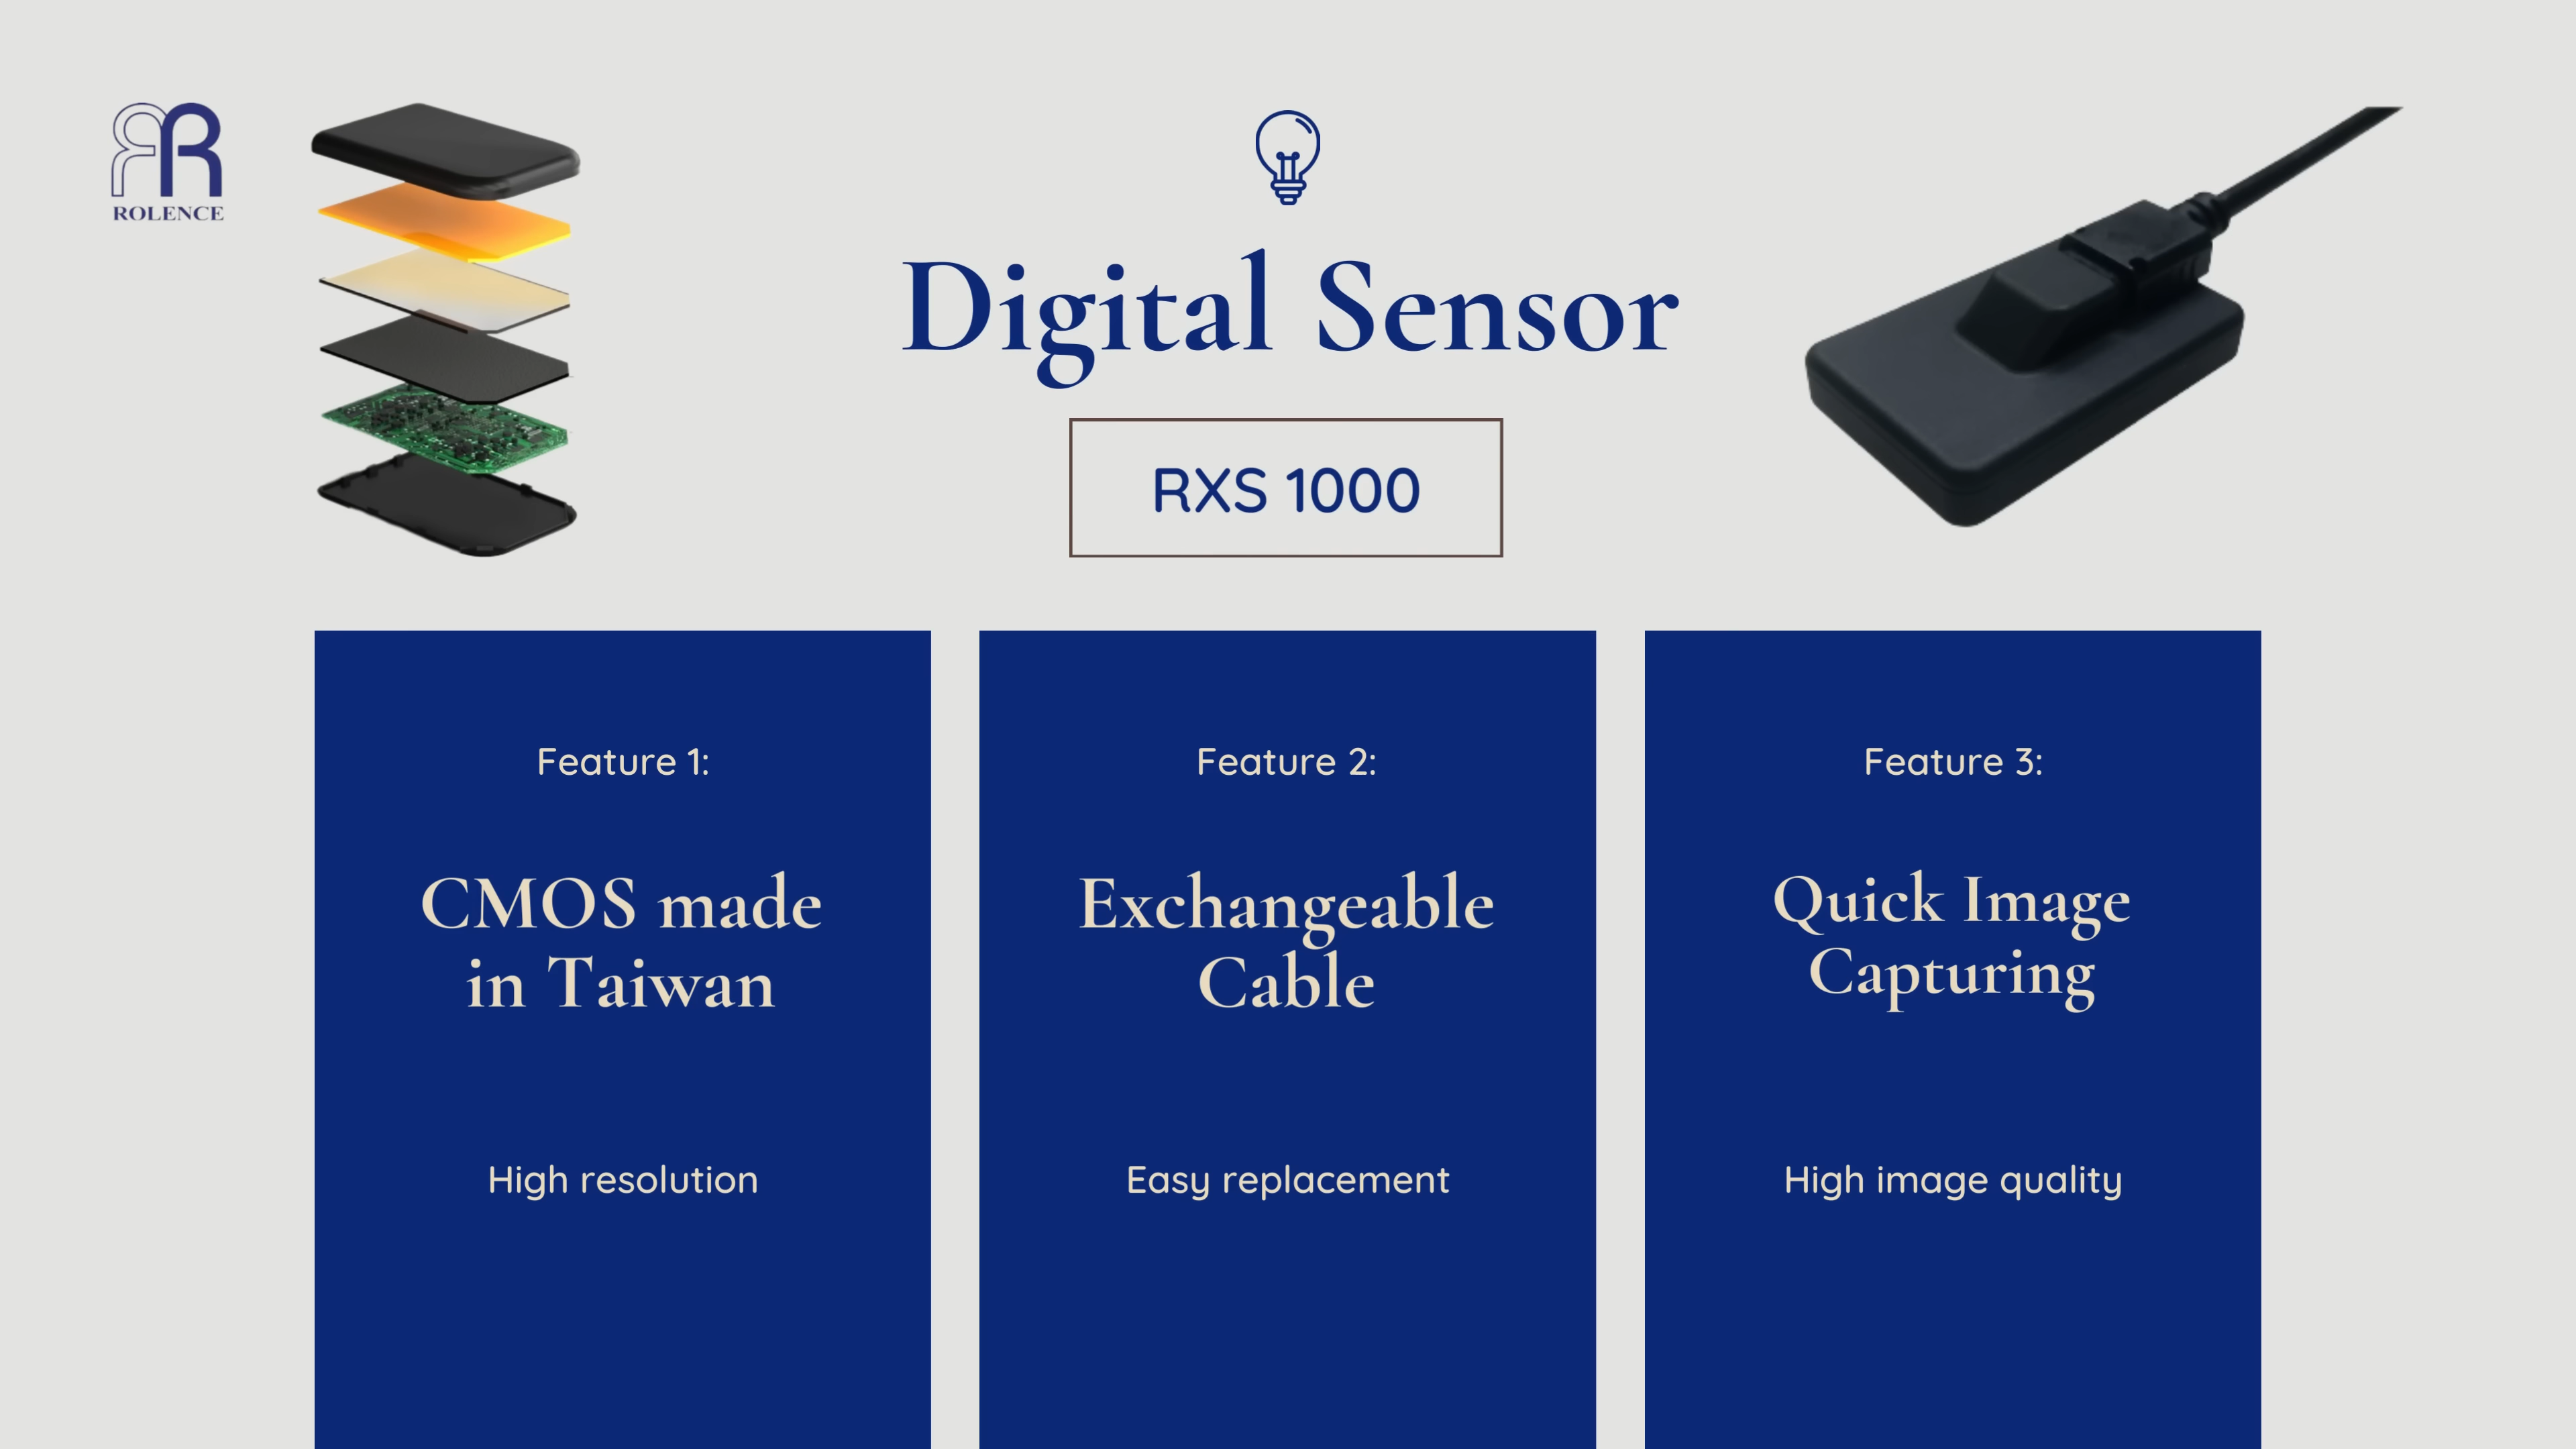 ROLENCE
Digital Sensor
RXS 1000
Feature 1:
CMOS made
in Taiwan
High resolution
Feature 2:
Exchangeable
Cable
Easy replacement
Feature 3:
Quick Image
Capturing
High image quality